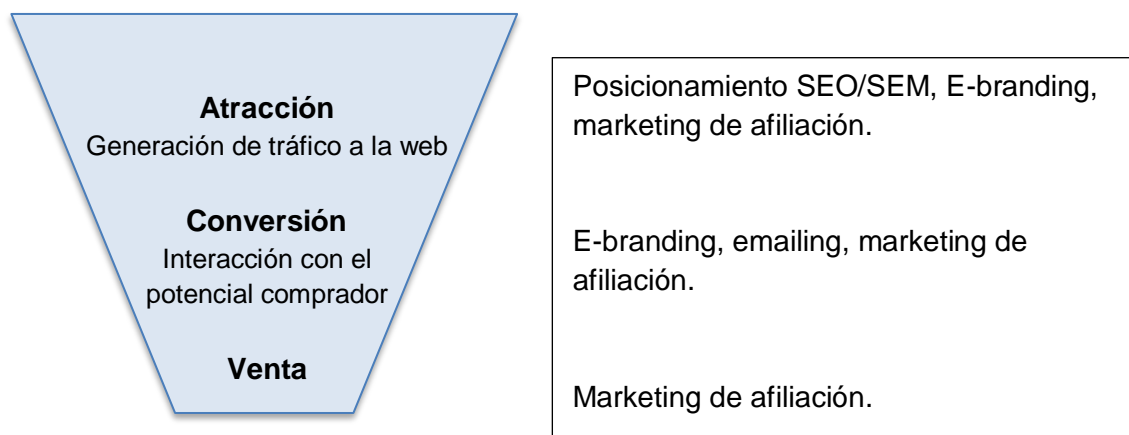 Atracción
Generación de tráfico a la web
Conversión
Interacción con el
potencial comprador
Venta
Posicionamiento SEO/SEM, E-branding,
marketing de afiliación.
E-branding, emailing, marketing de
afiliación.
Marketing de afiliación.